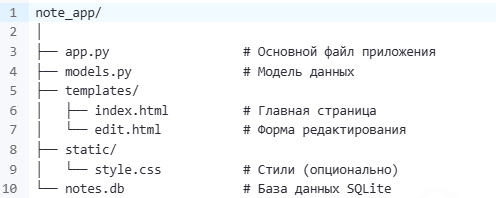 1 note_app/
2 │
3 ├── app.py # Основной файл приложения
4 ├── models.py # Модель данных
5 ├── templates/
6 │   ├── index.html # Главная страница
7 │   └── edit.html # Форма редактирования
8 ├── static/
9 │   └── style.css # Стили (опционально)
10 └── notes.db # База данных SQLite